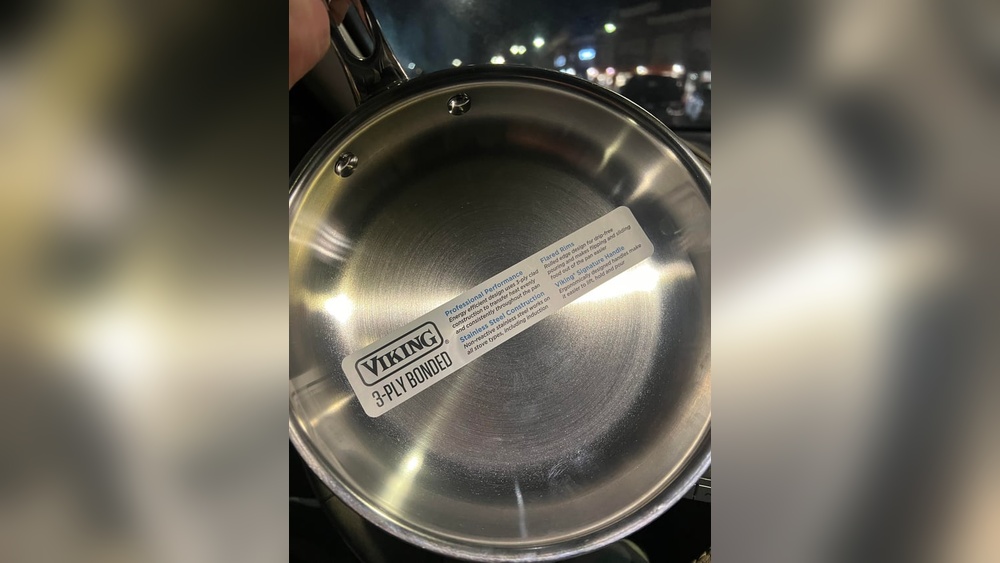 VIKING®
3-PLY BONDED
Professional Performance
Energy efficient design uses 3-ply clad
construction to transfer heat evenly
and consistently throughout the pan
Stainless Steel Construction
Non-reactive stainless steel works on
all stove types, including induction
Flared Rims
Rolled edge design for drip-free
pouring and makes flipping and sliding
food out of the pan easier
Viking® Signature Handle
Ergonomically designed handles make
it easier to lift, hold and pour